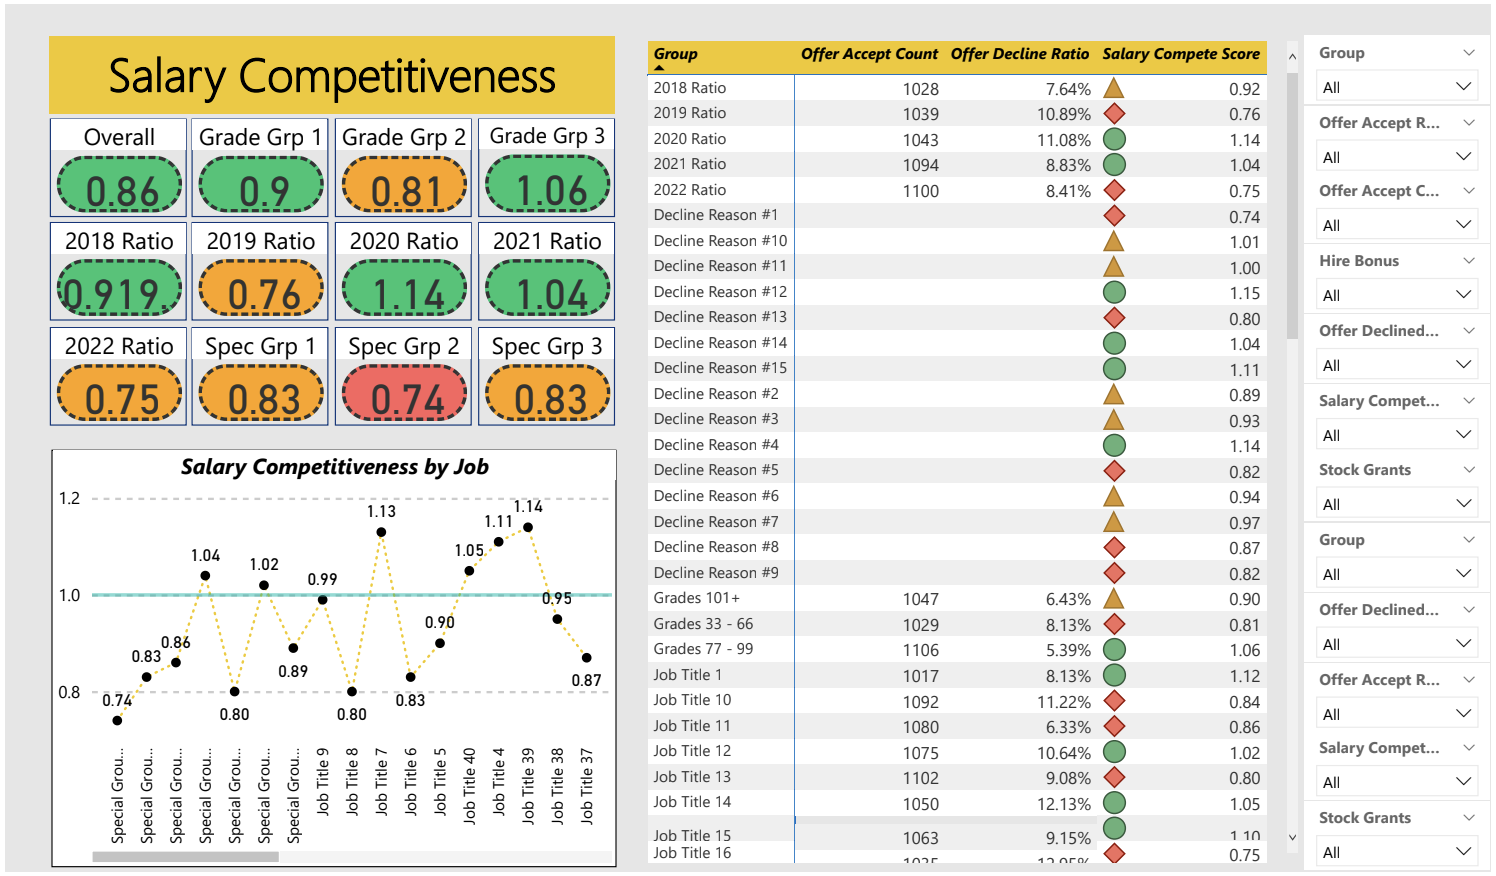 Salary Competitiveness
Overall
0.86
Grade Grp 1
0.9
Grade Grp 2
0.81
Grade Grp 3
1.06
2018 Ratio
0.919.
2019 Ratio
0.76
2020 Ratio
1.14
2021 Ratio
1.04
2022 Ratio
0.75
Spec Grp 1
0.83
Spec Grp 2
0.74
Spec Grp 3
0.83
Salary Competitiveness by Job
1.2
1.0
0.8
0.74
0.83
0.86
1.04
0.80
1.02
0.89
0.99
0.80
1.13
0.83
0.90
1.05
1.11
1.14
0.95
0.87
Special Grou...
Special Grou...
Special Grou...
Special Grou...
Special Grou...
Special Grou...
Special Grou...
Job Title 9
Job Title 8
Job Title 7
Job Title 6
Job Title 5
Job Title 40
Job Title 4
Job Title 39
Job Title 38
Job Title 37
Group Offer Accept Count Offer Decline Ratio Salary Compete Score
2018 Ratio 1028 7.64% 0.92
2019 Ratio 1039 10.89% 0.76
2020 Ratio 1043 11.08% 1.14
2021 Ratio 1094 8.83% 1.04
2022 Ratio 1100 8.41% 0.75
Decline Reason #1 0.74
Decline Reason #10 1.01
Decline Reason #11 1.00
Decline Reason #12 1.15
Decline Reason #13 0.80
Decline Reason #14 1.04
Decline Reason #15 1.11
Decline Reason #2 0.89
Decline Reason #3 0.93
Decline Reason #4 1.14
Decline Reason #5 0.82
Decline Reason #6 0.94
Decline Reason #7 0.97
Decline Reason #8 0.87
Decline Reason #9 0.82
Grades 101+ 1047 6.43% 0.90
Grades 33 - 66 1029 8.13% 0.81
Grades 77 - 99 1106 5.39% 1.06
Job Title 1 1017 8.13% 1.12
Job Title 10 1092 11.22% 0.84
Job Title 11 1080 6.33% 0.86
Job Title 12 1075 10.64% 1.02
Job Title 13 1102 9.08% 0.80
Job Title 14 1050 12.13% 1.05
Job Title 15 1063 9.15% 1.10
Job Title 16 0.75
Group
All
Offer Accept R...
All
Offer Accept C...
All
Hire Bonus
All
Offer Declined...
All
Salary Compet...
All
Stock Grants
All
Group
All
Offer Declined...
All
Offer Accept R...
All
Salary Compet...
All
Stock Grants
All